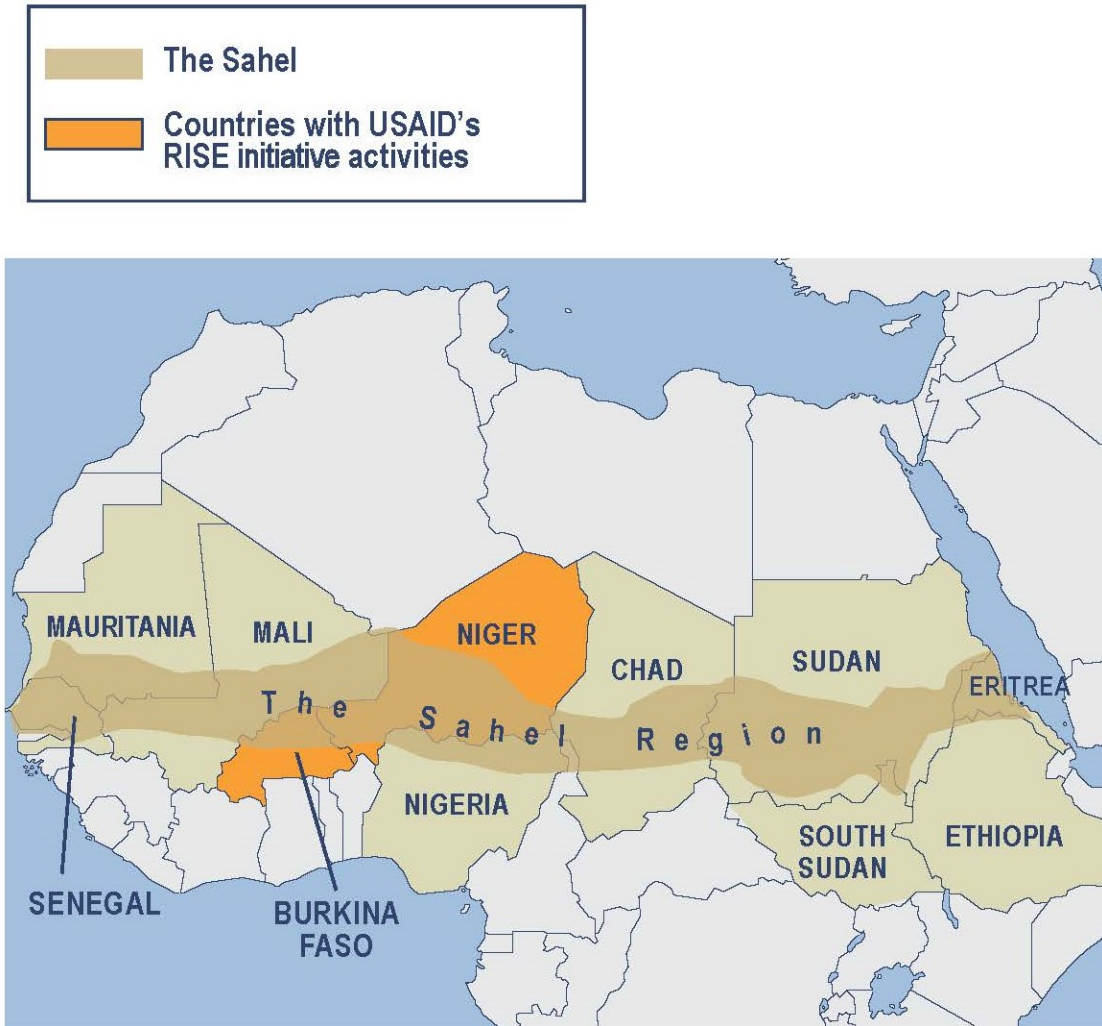 The Sahel
Countries with USAID's
RISE initiative activities
MAURITANIA
MALI
NIGER
CHAD
SUDAN
ERITREA
The Sahel Region
NIGERIA
SOUTH
SUDAN
ETHIOPIA
SENEGAL
BURKINA
FASO